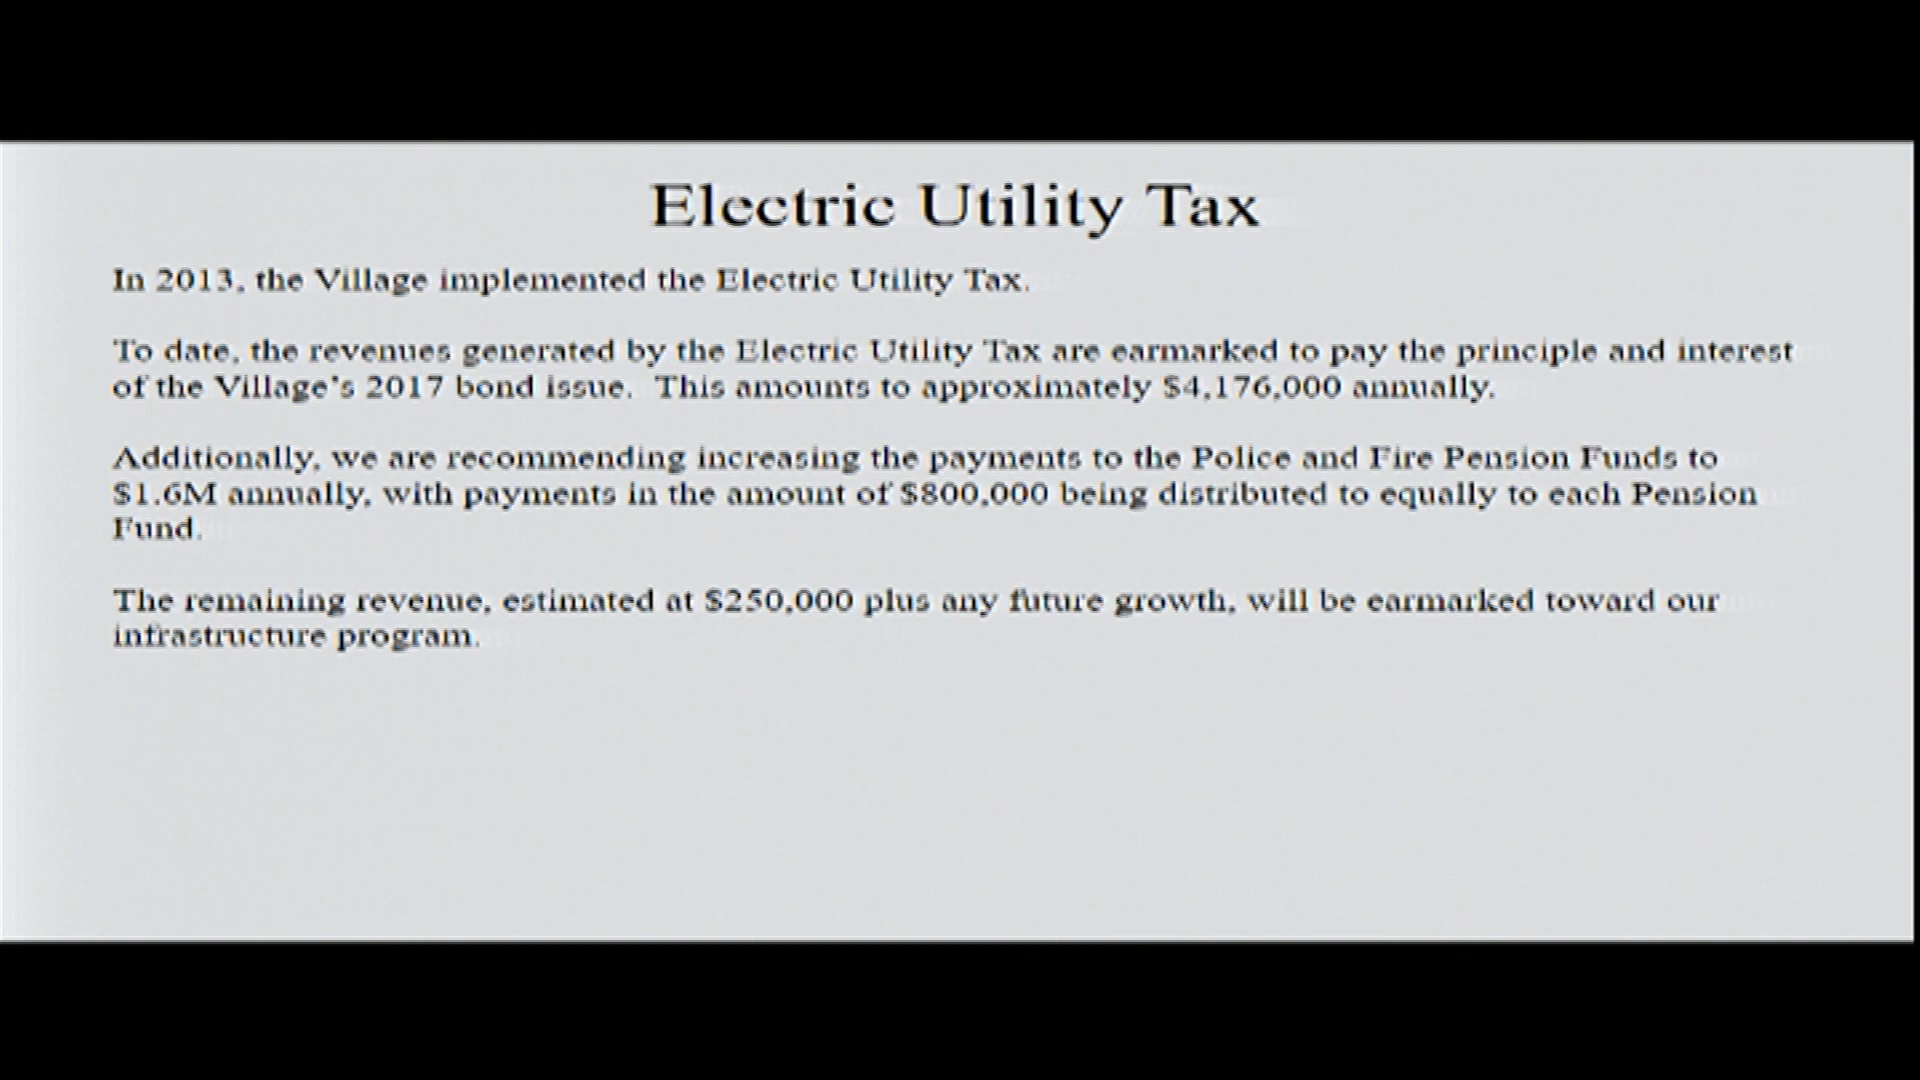 Electric Utility Tax
In 2013, the Village implemented the Electric Utility Tax.
To date, the revenues generated by the Electric Utility Tax are earmarked to pay the principle and interest
of the Village's 2017 bond issue. This amounts to approximately $4,176,000 annually.
Additionally, we are recommending increasing the payments to the Police and Fire Pension Funds to
$1.6M annually, with payments in the amount of $800,000 being distributed to equally to each Pension
Fund.
The remaining revenue, estimated at $250,000 plus any future growth, will be earmarked toward our
infrastructure program.